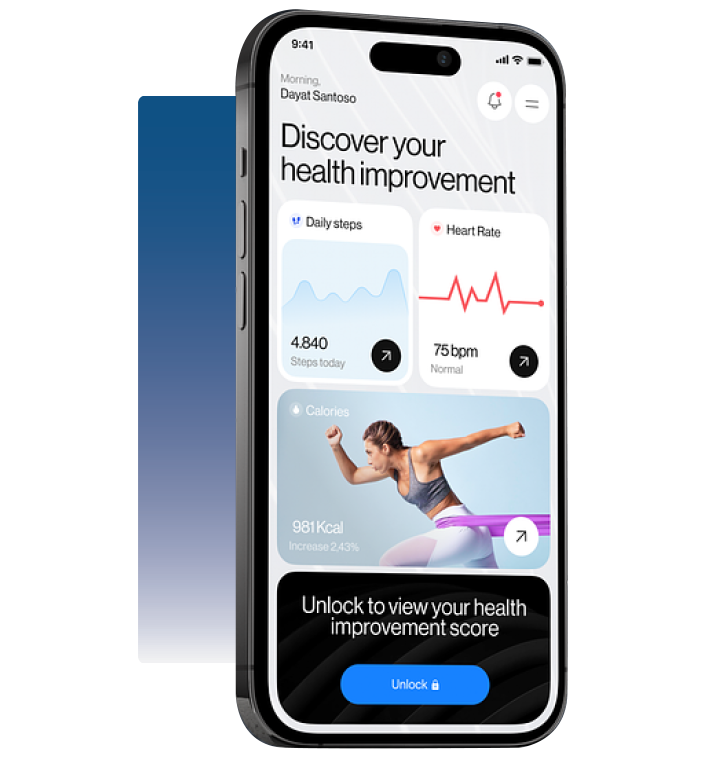 9:41
Morning,
Dayat Santoso
Discover your
health improvement
Daily steps
Heart Rate
4.840
Steps today
75 bpm
Normal
Calories
981 Kcal
Increase 2,43%
Unlock to view your health
improvement score
Unlock